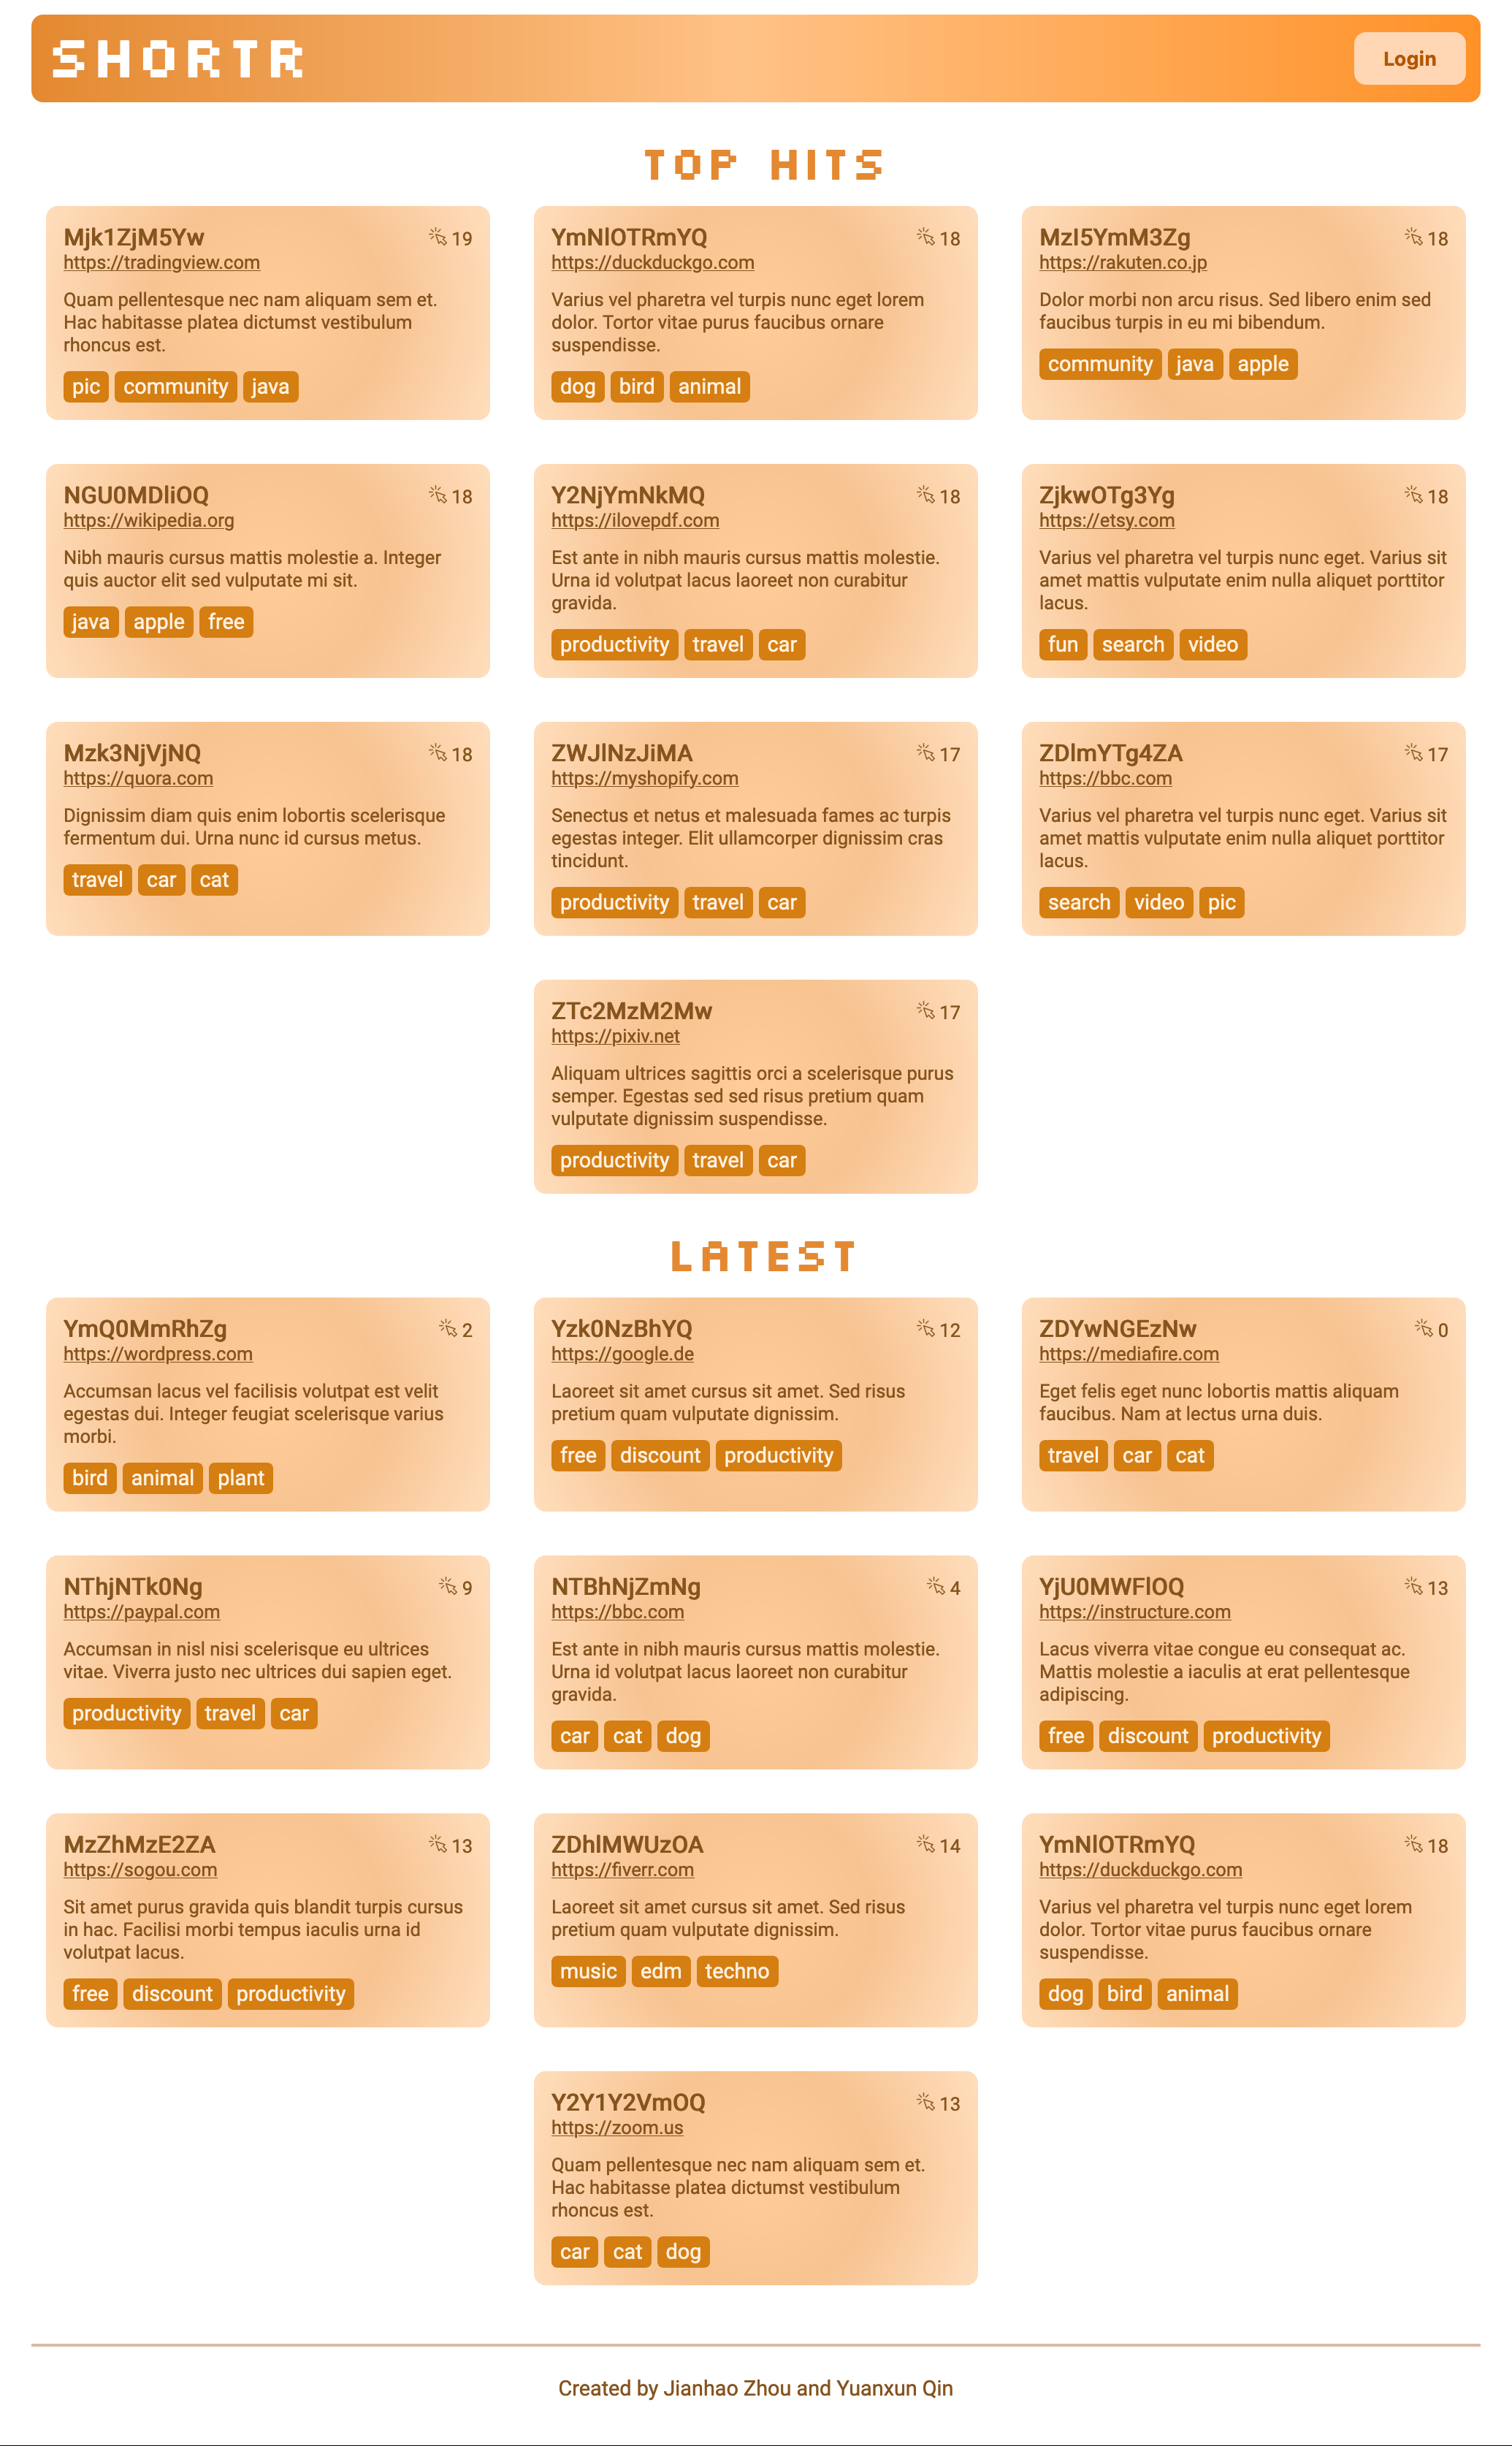 SHORTR
Login
TOP HITS
Mjk1ZjM5Yw
19
https://tradingview.com
Quam pellentesque nec nam aliquam sem et.
Hac habitasse platea dictumst vestibulum
rhoncus est.
pic community java
YmNlOTRmYQ
18
https://duckduckgo.com
Varius vel pharetra vel turpis nunc eget lorem
dolor. Tortor vitae purus faucibus ornare
suspendisse.
dog bird animal
MzI5YmM3Zg
18
https://rakuten.co.jp
Dolor morbi non arcu risus. Sed libero enim sed
faucibus turpis in eu mi bibendum.
community java apple
NGU0MDliOQ
18
https://wikipedia.org
Nibh mauris cursus mattis molestie a. Integer
quis auctor elit sed vulputate mi sit.
java apple free
Y2NjYmNkMQ
18
https://ilovepdf.com
Est ante in nibh mauris cursus mattis molestie.
Urna id volutpat lacus laoreet non curabitur
gravida.
productivity travel car
ZjkwOTg3Yg
18
https://etsy.com
Varius vel pharetra vel turpis nunc eget. Varius sit
amet mattis vulputate enim nulla aliquet porttitor
lacus.
fun search video
Mzk3NjVjNQ
18
https://quora.com
Dignissim diam quis enim lobortis scelerisque
fermentum dui. Urna nunc id cursus metus.
travel car cat
ZWJlNzJiMA
17
https://myshopify.com
Senectus et netus et malesuada fames ac turpis
egestas integer. Elit ullamcorper dignissim cras
tincidunt.
productivity travel car
ZDlmYTg4ZA
17
https://bbc.com
Varius vel pharetra vel turpis nunc eget. Varius sit
amet mattis vulputate enim nulla aliquet porttitor
lacus.
search video pic
ZTc2MzM2Mw
17
https://pixiv.net
Aliquam ultrices sagittis orci a scelerisque purus
semper. Egestas sed sed risus pretium quam
vulputate dignissim suspendisse.
productivity travel car
LATEST
YmQ0MmRhZg
2
https://wordpress.com
Accumsan lacus vel facilisis volutpat est velit
egestas dui. Integer feugiat scelerisque varius
morbi.
bird animal plant
Yzk0NzBhYQ
12
https://google.de
Laoreet sit amet cursus sit amet. Sed risus
pretium quam vulputate dignissim.
free discount productivity
ZDYwNGEzNw
0
https://mediafire.com
Eget felis eget nunc lobortis mattis aliquam
faucibus. Nam at lectus urna duis.
travel car cat
NThjNTk0Ng
9
https://paypal.com
Accumsan in nisl nisi scelerisque eu ultrices
vitae. Viverra justo nec ultrices dui sapien eget.
productivity travel car
NTBhNjZmNg
4
https://bbc.com
Est ante in nibh mauris cursus mattis molestie.
Urna id volutpat lacus laoreet non curabitur
gravida.
car cat dog
YjU0MWFlOQ
13
https://instructure.com
Lacus viverra vitae congue eu consequat ac.
Mattis molestie a iaculis at erat pellentesque
adipiscing.
free discount productivity
MzZhMzE2ZA
13
https://sogou.com
Sit amet purus gravida quis blandit turpis cursus
in hac. Facilisi morbi tempus iaculis urna id
volutpat lacus.
free discount productivity
ZDhlMWUzOA
14
https://fiverr.com
Laoreet sit amet cursus sit amet. Sed risus
pretium quam vulputate dignissim.
music edm techno
YmNlOTRmYQ
18
https://duckduckgo.com
Varius vel pharetra vel turpis nunc eget lorem
dolor. Tortor vitae purus faucibus ornare
suspendisse.
dog bird animal
Y2Y1Y2VmOQ
13
https://zoom.us
Quam pellentesque nec nam aliquam sem et.
Hac habitasse platea dictumst vestibulum
rhoncus est.
car cat dog
Created by Jianhao Zhou and Yuanxun Qin